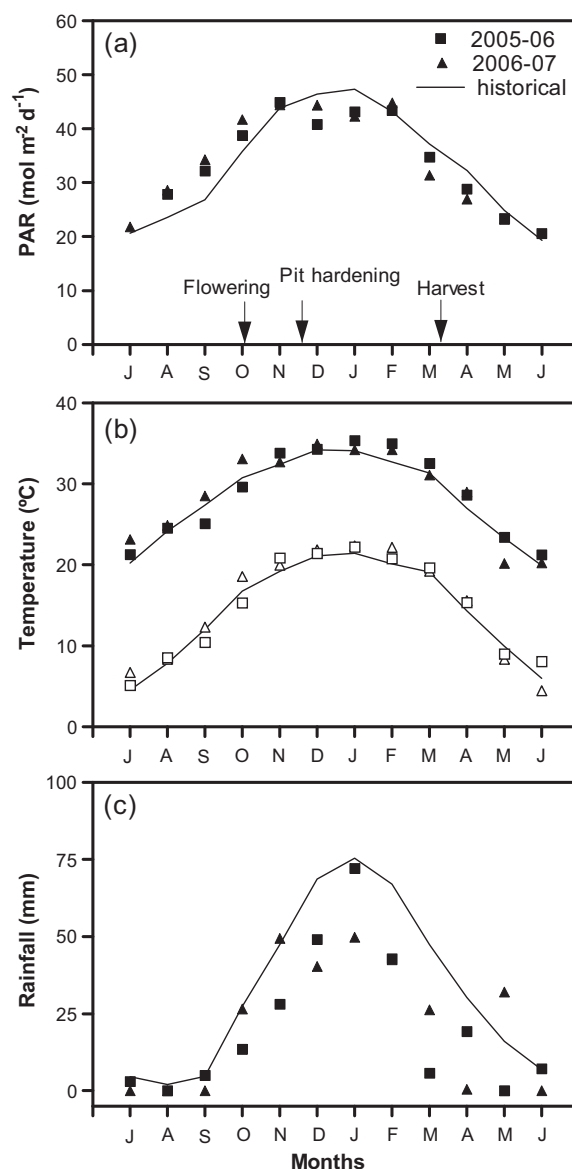 (a)
2005-06
2006-07
historical
60
50
40
30
20
10
0
PAR (mol m⁻² d⁻¹)
Flowering
Pit hardening
Harvest
J A S O N D J F M A M J
(b)
40
30
20
10
0
Temperature (ºC)
J A S O N D J F M A M J
(c)
100
75
50
25
0
Rainfall (mm)
J A S O N D J F M A M J
Months